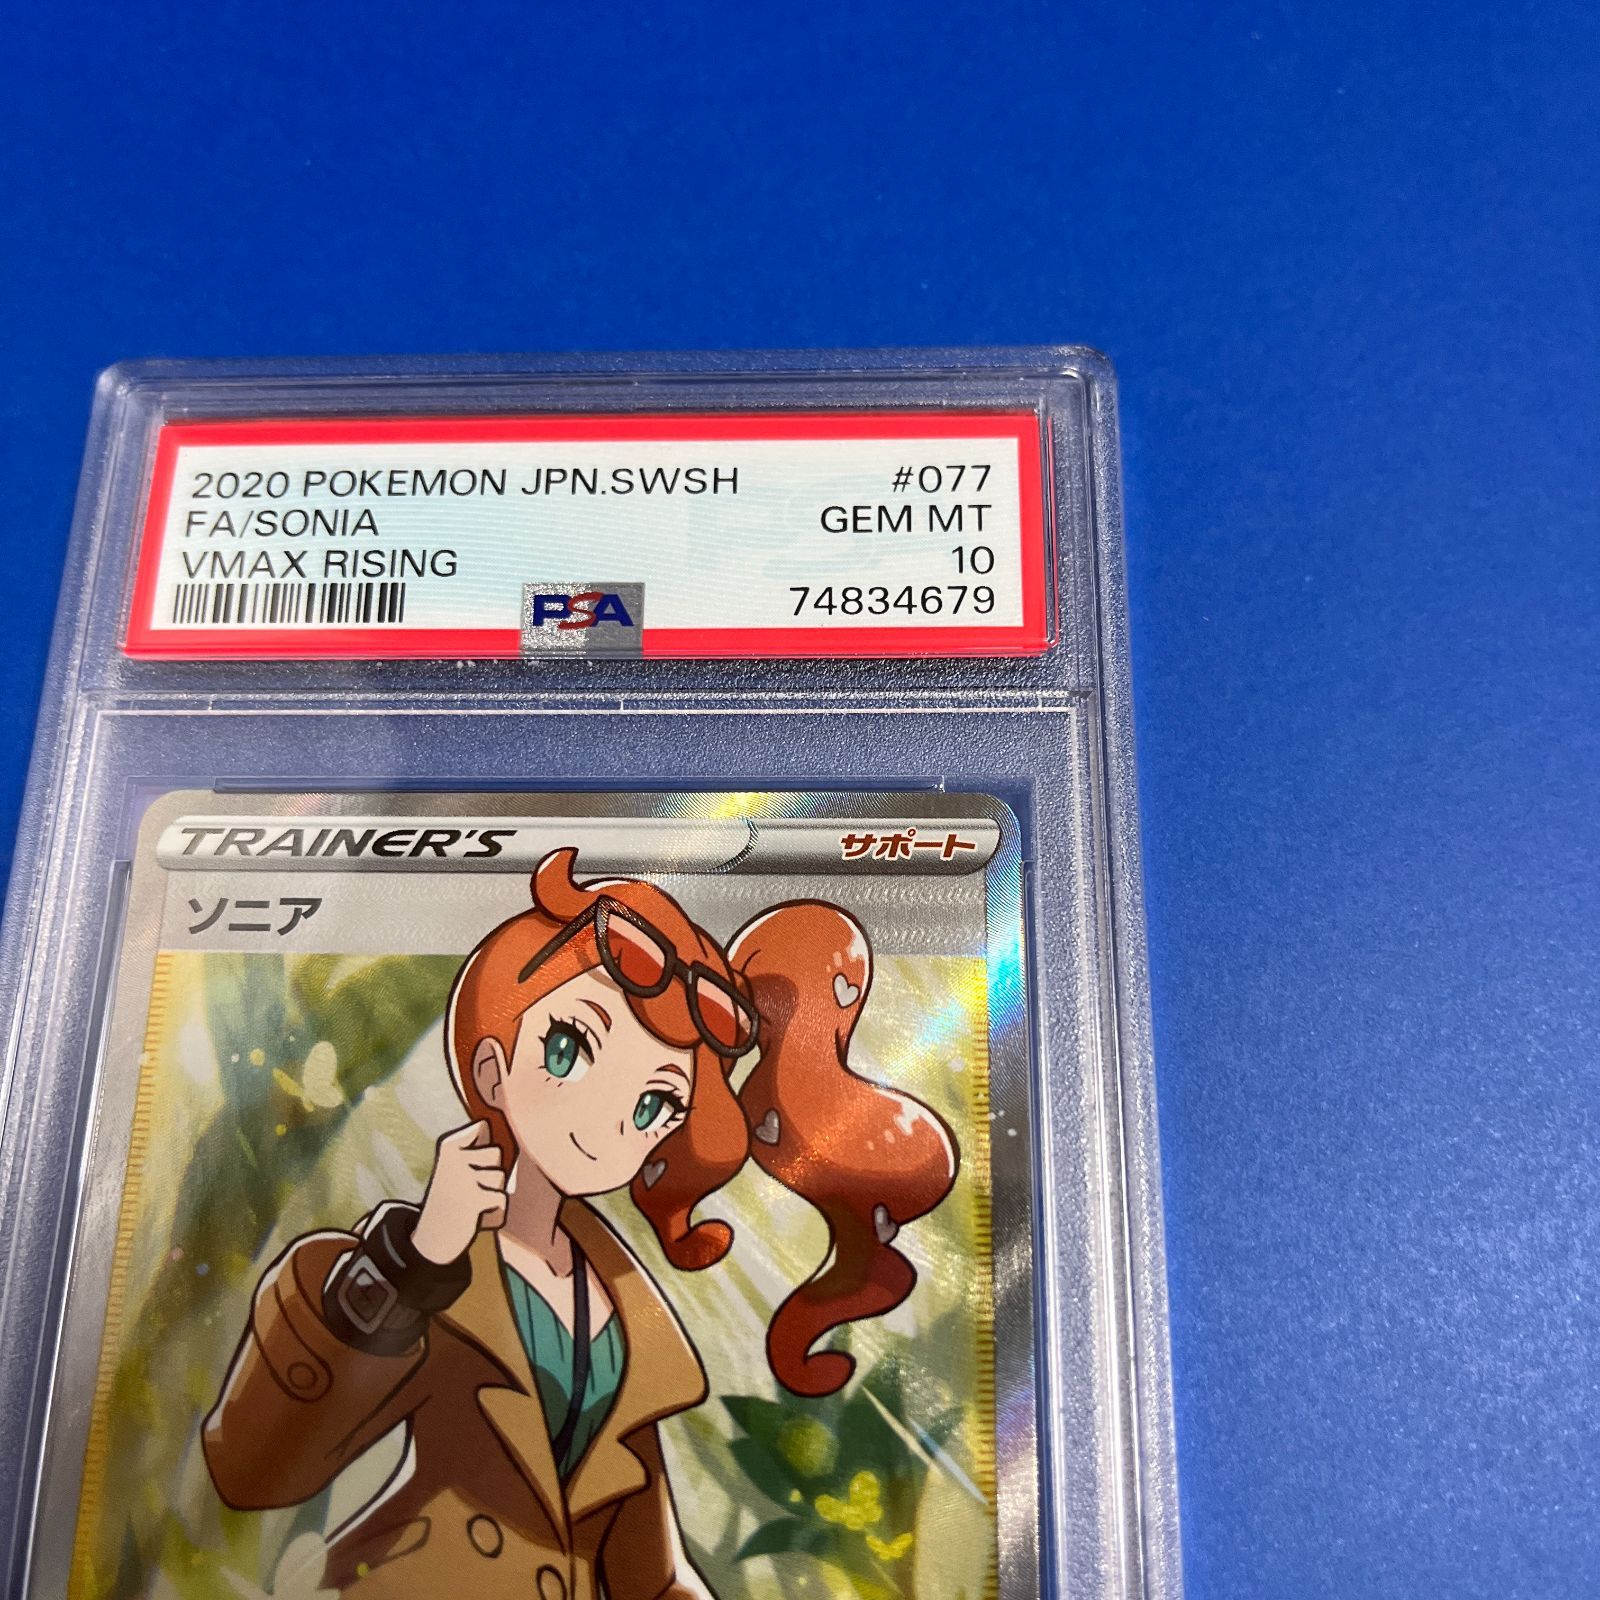 2020 POKEMON JPN.SWSH #077
FA/SONIA GEM MT
VMAX RISING 10
PSA 74834679
TRAINER'S サポート
ソニア